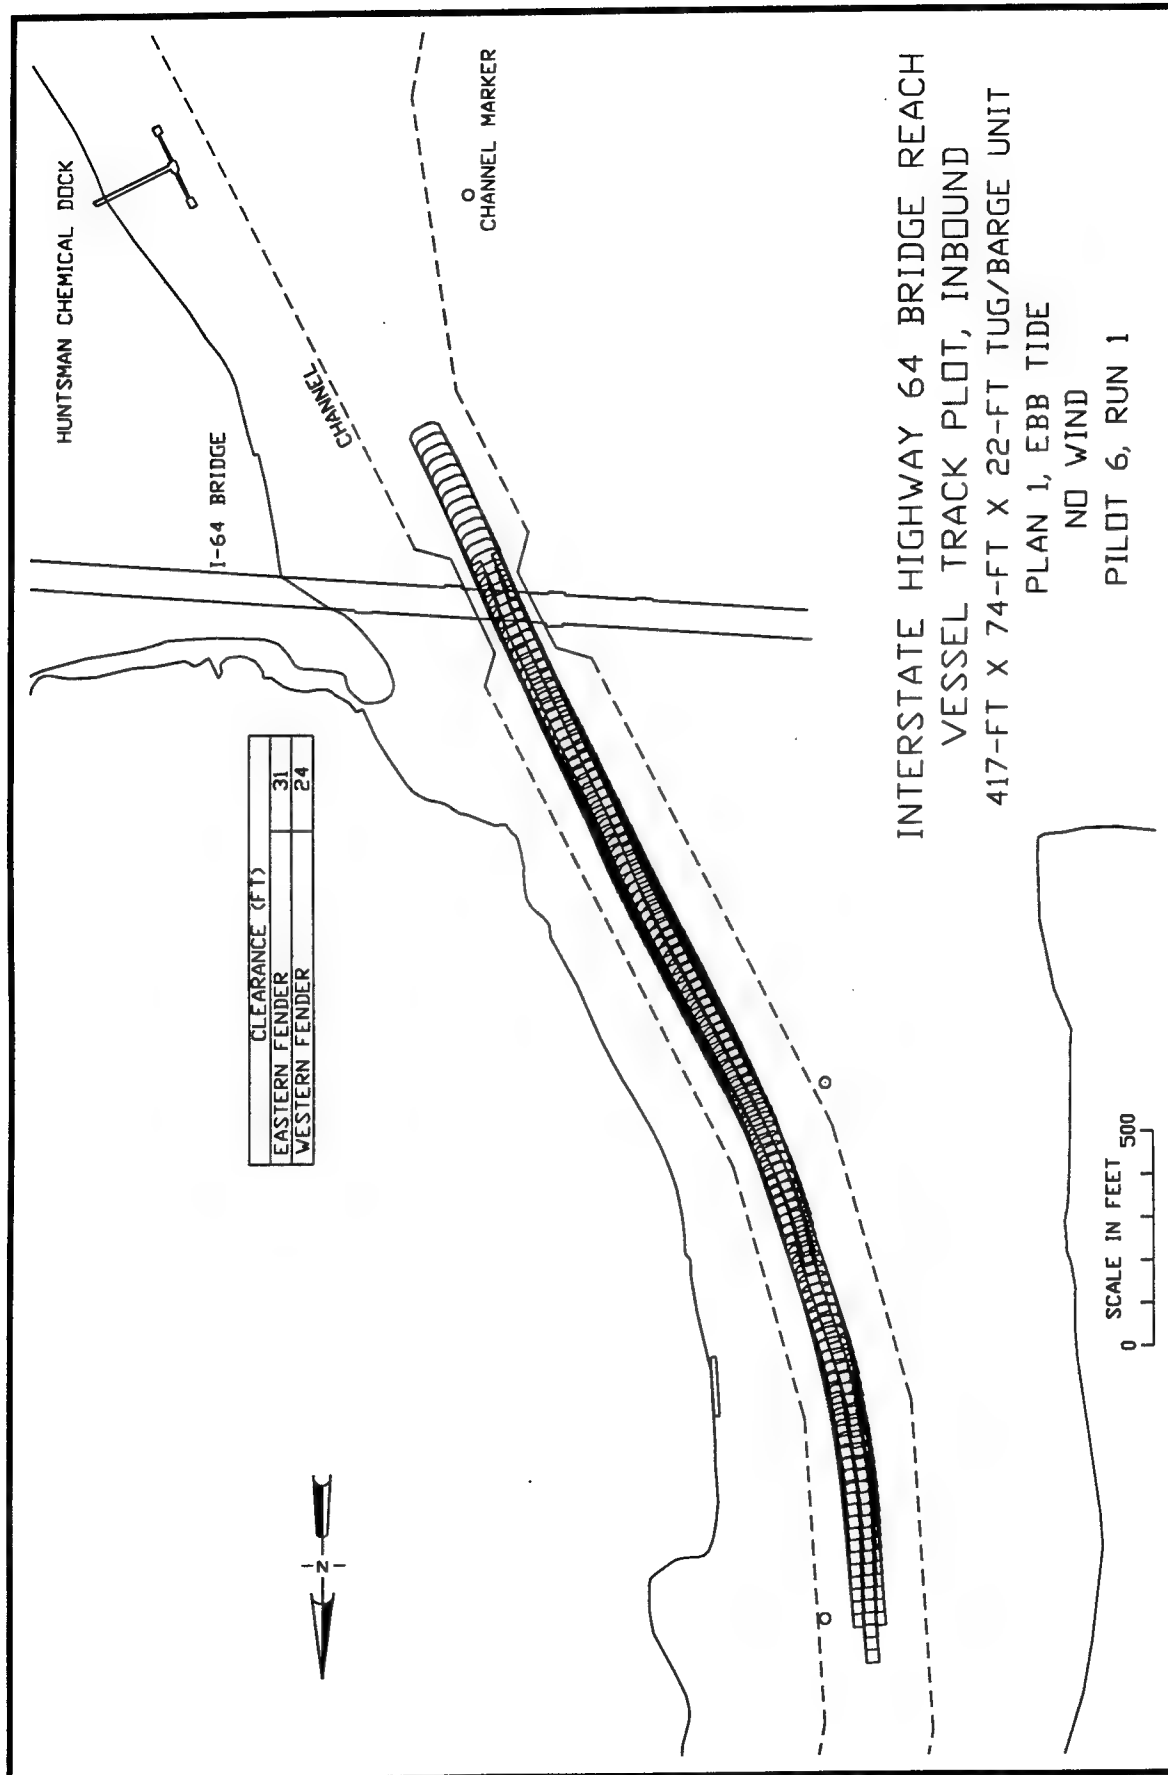 HUNTSMAN CHEMICAL DOCK
I-64 BRIDGE
CHANNEL
CHANNEL MARKER
CLEARANCE (FT)
EASTERN FENDER 31
WESTERN FENDER 24
N
INTERSTATE HIGHWAY 64 BRIDGE REACH
VESSEL TRACK PLOT, INBOUND
417-FT X 74-FT X 22-FT TUG/BARGE UNIT
PLAN 1, EBB TIDE
NO WIND
PILOT 6, RUN 1
SCALE IN FEET
0 500